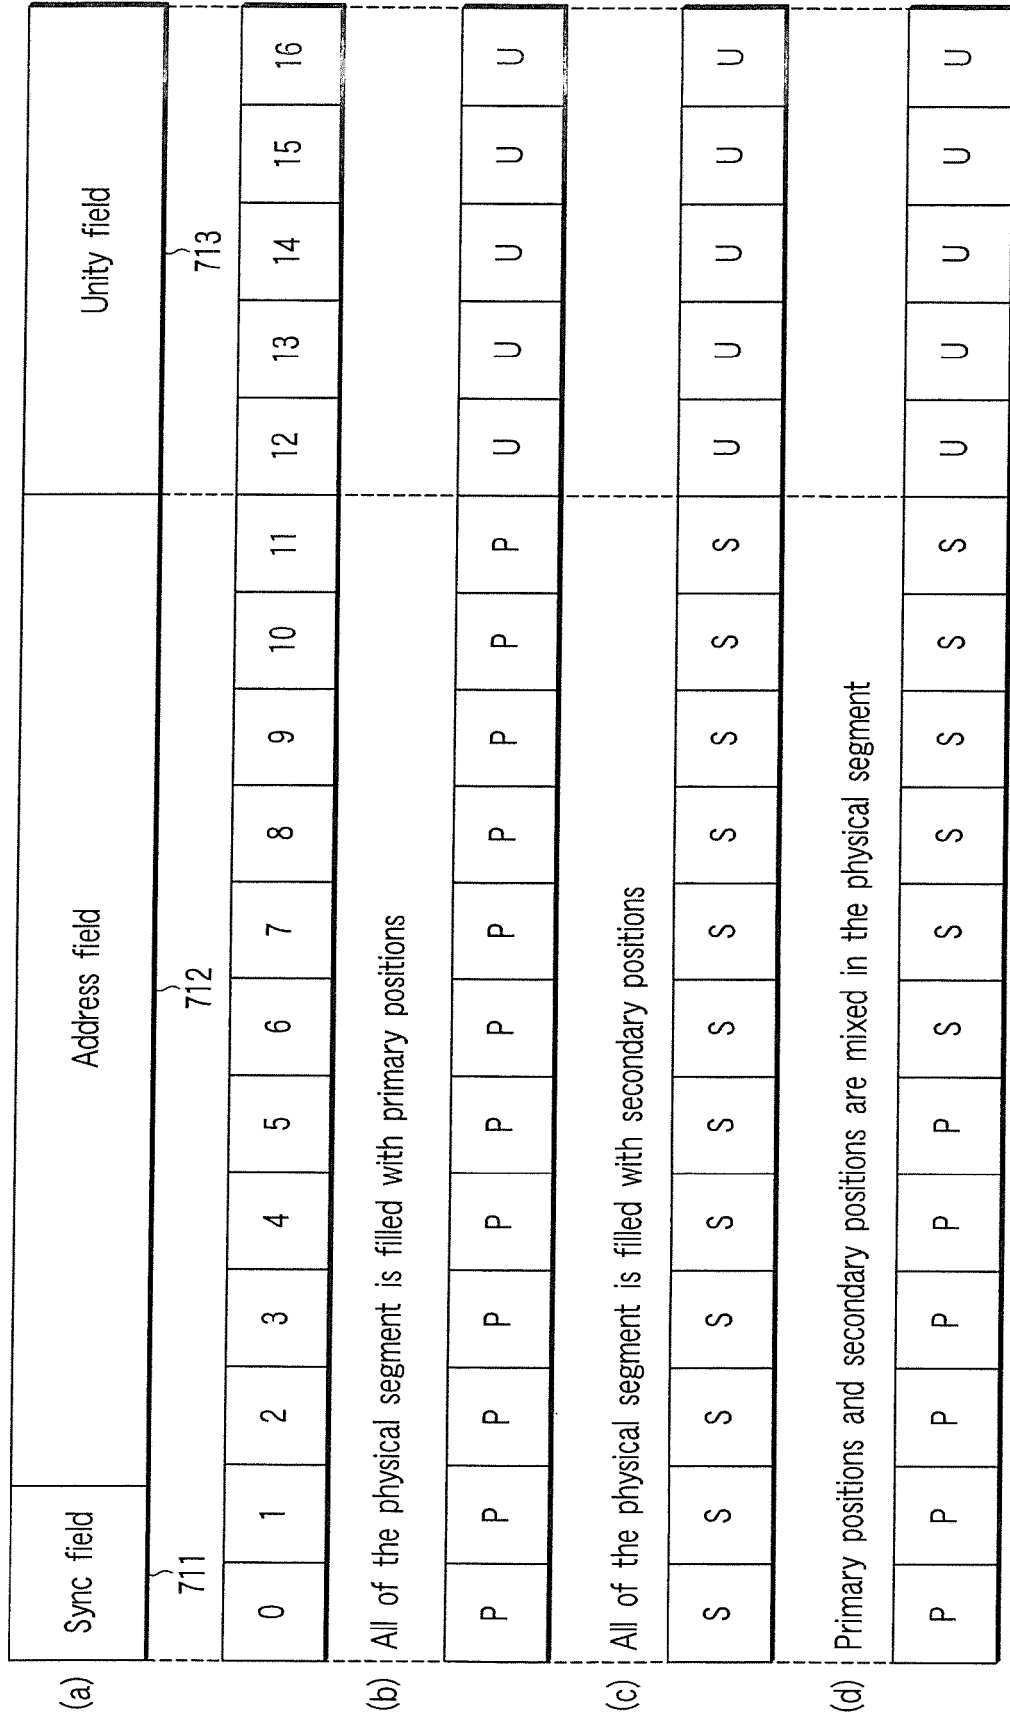 (a)
Sync field Address field Unity field
711 712 713
0 1 2 3 4 5 6 7 8 9 10 11 12 13 14 15 16
(b) All of the physical segment is filled with primary positions
P P P P P P P P P P P P U U U U U
(c) All of the physical segment is filled with secondary positions
S S S S S S S S S S S S U U U U U
(d) Primary positions and secondary positions are mixed in the physical segment
P P P P P P S S S S S S U U U U U